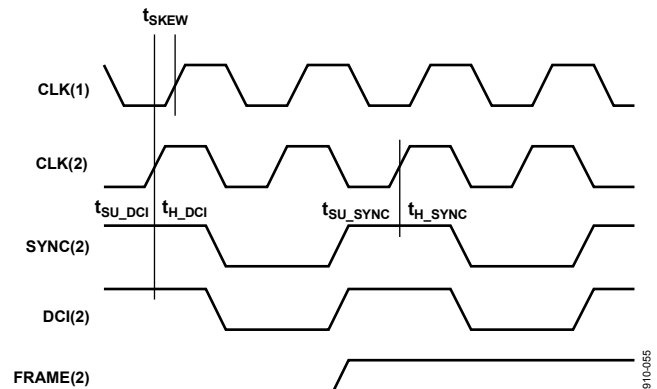 tSKEW
CLK(1)
CLK(2)
tSU_DCI tH_DCI tSU_SYNC tH_SYNC
SYNC(2)
DCI(2)
FRAME(2)
910-055